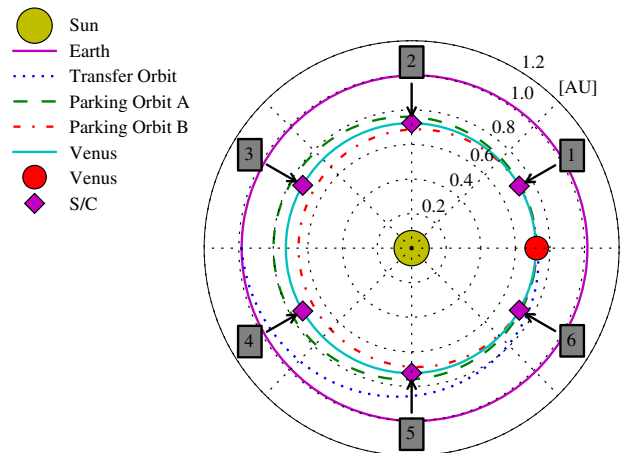 Sun
Earth
Transfer Orbit
Parking Orbit A
Parking Orbit B
Venus
Venus
S/C
2
1.2
[AU]
1.0
0.8
3
0.6
1
0.4
0.2
4
6
5